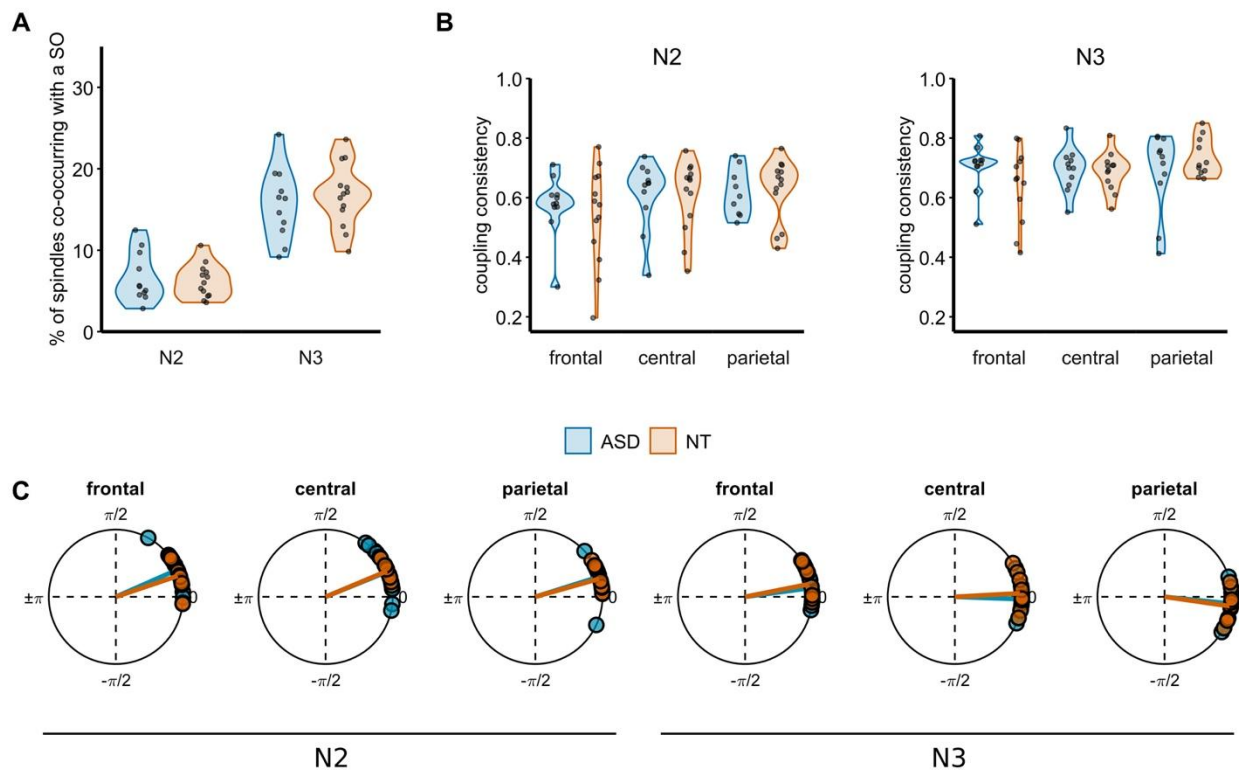 A
% of spindles co-occurring with a SO
30
20
10
0
N2
N3
B
N2
coupling consistency
1.0
0.8
0.6
0.4
0.2
frontal
central
parietal
N3
coupling consistency
1.0
0.8
0.6
0.4
0.2
frontal
central
parietal
ASD
NT
C
frontal
π/2
±π
0
-π/2
central
π/2
±π
0
-π/2
parietal
π/2
±π
0
-π/2
frontal
π/2
±π
0
-π/2
central
π/2
±π
0
-π/2
parietal
π/2
±π
-π/2
N2
N3